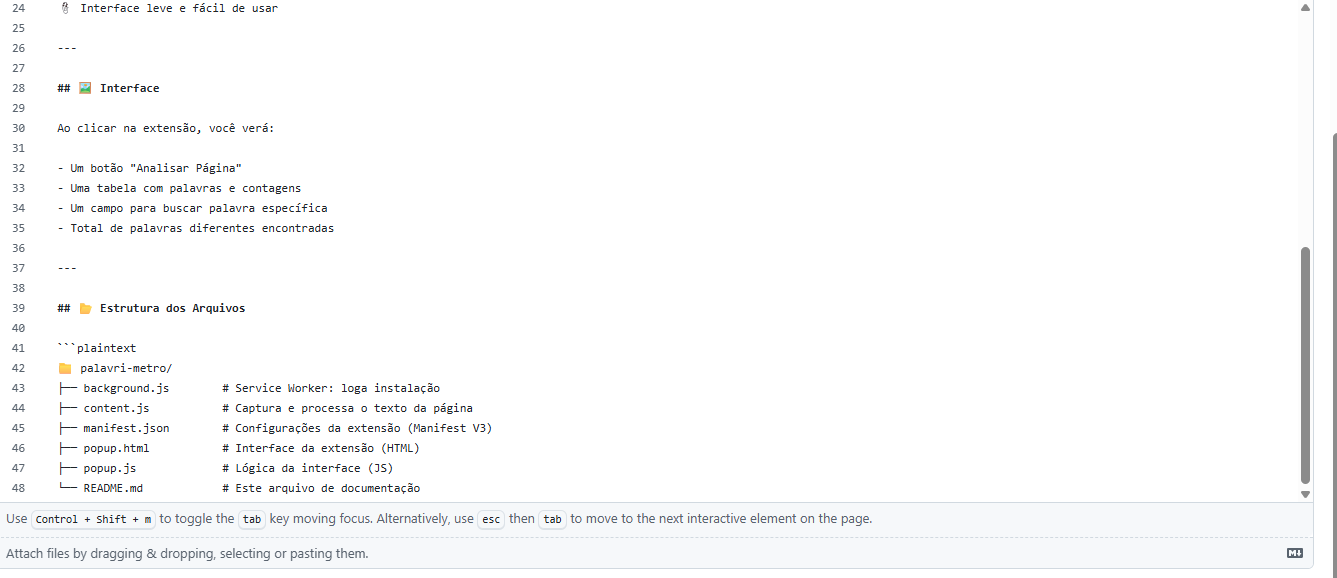 24 🖇 Interface leve e fácil de usar
25
26 ---
27
28 ## 🖼️ Interface
29
30 Ao clicar na extensão, você verá:
31
32 - Um botão "Analisar Página"
33 - Uma tabela com palavras e contagens
34 - Um campo para buscar palavra específica
35 - Total de palavras diferentes encontradas
36
37 ---
38
39 ## 📂 Estrutura dos Arquivos
40
41 ```plaintext
42 📁 palavri-metro/
43 ├── background.js        # Service Worker: loga instalação
44 ├── content.js           # Captura e processa o texto da página
45 ├── manifest.json        # Configurações da extensão (Manifest V3)
46 ├── popup.html           # Interface da extensão (HTML)
47 ├── popup.js             # Lógica da interface (JS)
48 └── README.md            # Este arquivo de documentação
Use Control + Shift + m to toggle the tab key moving focus. Alternatively, use esc then tab to move to the next interactive element on the page.
Attach files by dragging & dropping, selecting or pasting them.